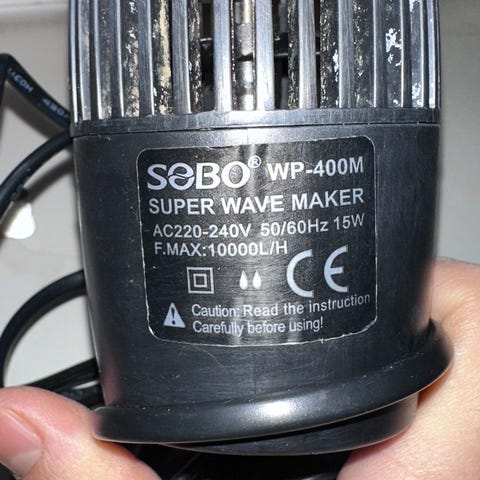 SOBO® WP-400M
SUPER WAVE MAKER
AC220-240V 50/60Hz 15W
F.MAX:10000L/H
CE
Caution: Read the instruction
Carefully before using!